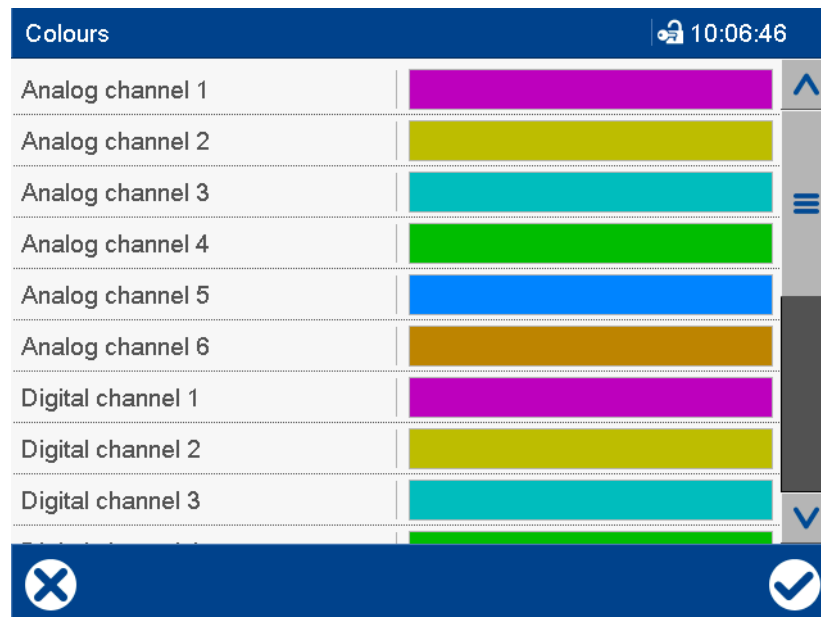 Colours 10:06:46
Analog channel 1
Analog channel 2
Analog channel 3
Analog channel 4
Analog channel 5
Analog channel 6
Digital channel 1
Digital channel 2
Digital channel 3